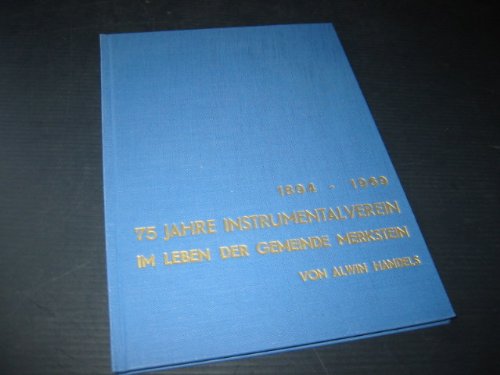 1894 - 1969
75 JAHRE INSTRUMENTALVEREIN
IM LEBEN DER GEMEINDE MERKSTEIN
VON ALWIN HANDELS